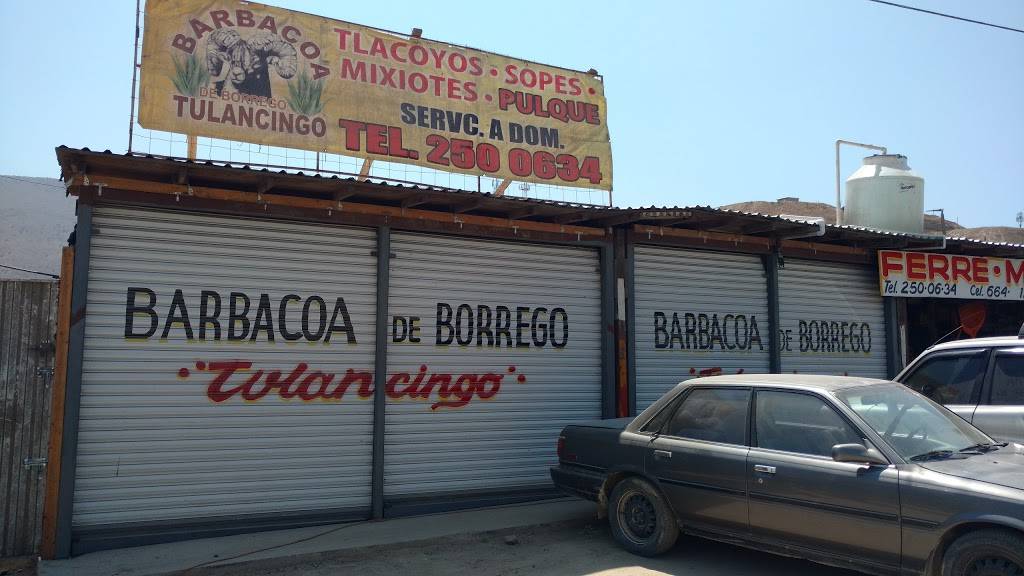 BARBACOA
DE BORREGO
TULANCINGO
TLACOYOS · SOPES ·
MIXIOTES · PULQUE
SERVC. A DOM.
TEL. 250 0634
BARBACOA DE BORREGO
"Tulancingo"
BARBACOA DE BORREGO
FERRE·M
Tel. 250-06-34 Cel. 664-